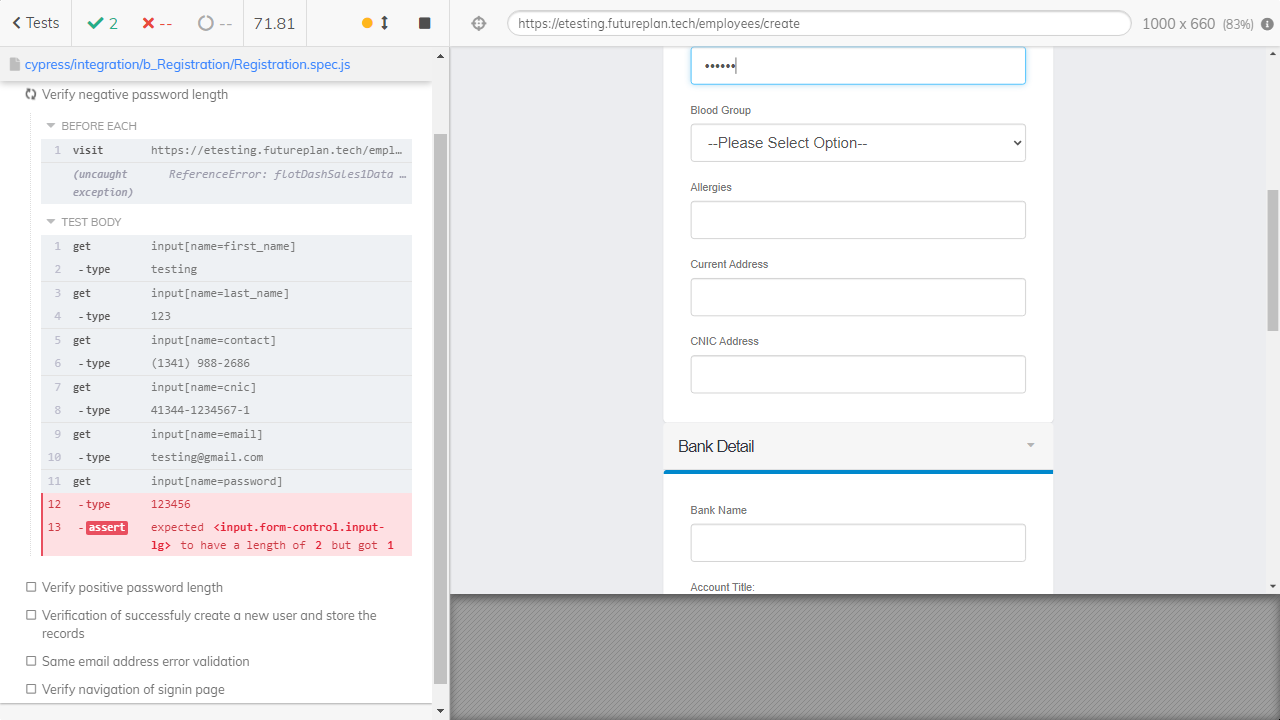 Tests
2
--
--
71.81
https://etesting.futureplan.tech/employees/create
1000 x 660 (83%)
cypress/integration/b_Registration/Registration.spec.js
Verify negative password length
BEFORE EACH
1 visit https://etesting.futureplan.tech/empl…
(uncaught exception) ReferenceError: flotDashSales1Data …
TEST BODY
1 get input[name=first_name]
2 -type testing
3 get input[name=last_name]
4 -type 123
5 get input[name=contact]
6 -type (1341) 988-2686
7 get input[name=cnic]
8 -type 41344-1234567-1
9 get input[name=email]
10 -type testing@gmail.com
11 get input[name=password]
12 -type 123456
13 -assert expected <input.form-control.input-
lg> to have a length of 2 but got 1
Verify positive password length
Verification of successfuly create a new user and store the
records
Same email address error validation
Verify navigation of signin page
••••••
Blood Group
--Please Select Option--
Allergies
Current Address
CNIC Address
Bank Detail
Bank Name
Account Title: